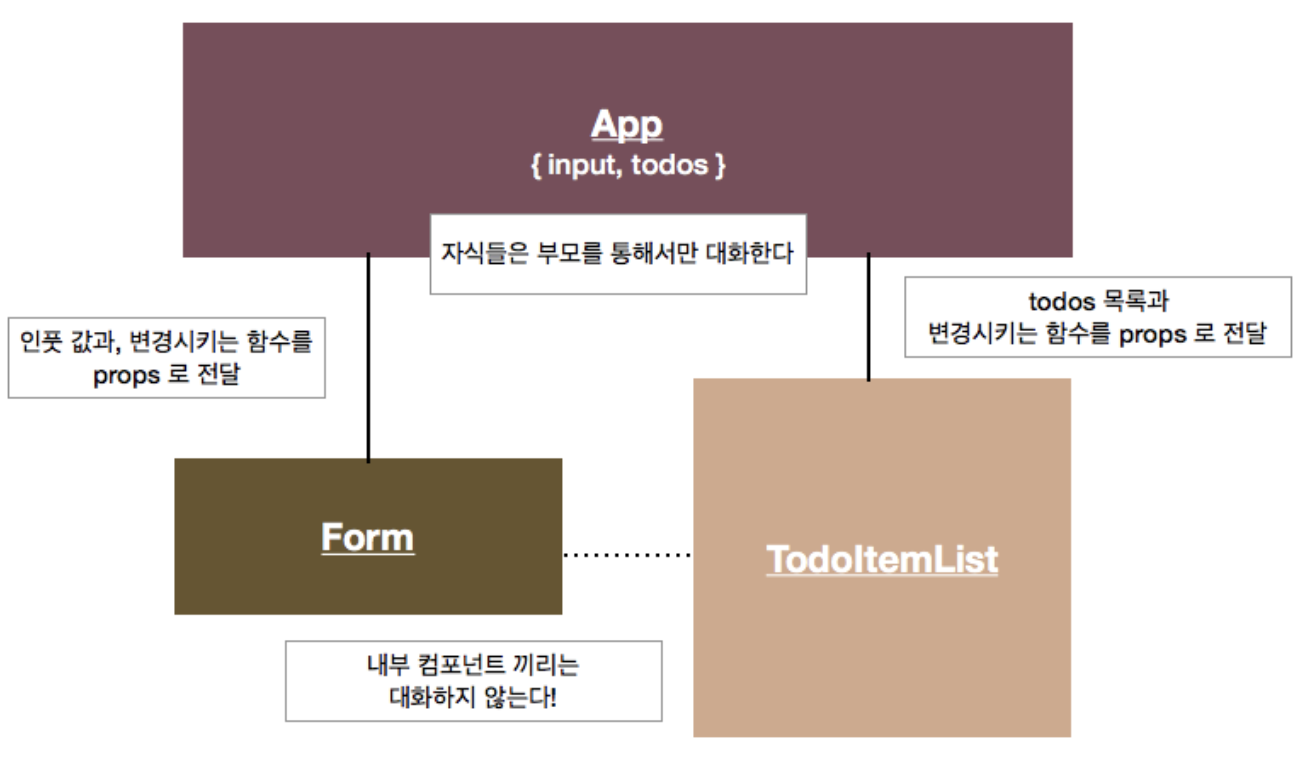 App
{ input, todos }
자식들은 부모를 통해서만 대화한다
todos 목록과
변경시키는 함수를 props 로 전달
인풋 값과, 변경시키는 함수를
props 로 전달
Form
TodoItemList
내부 컴포넌트 끼리는
대화하지 않는다!